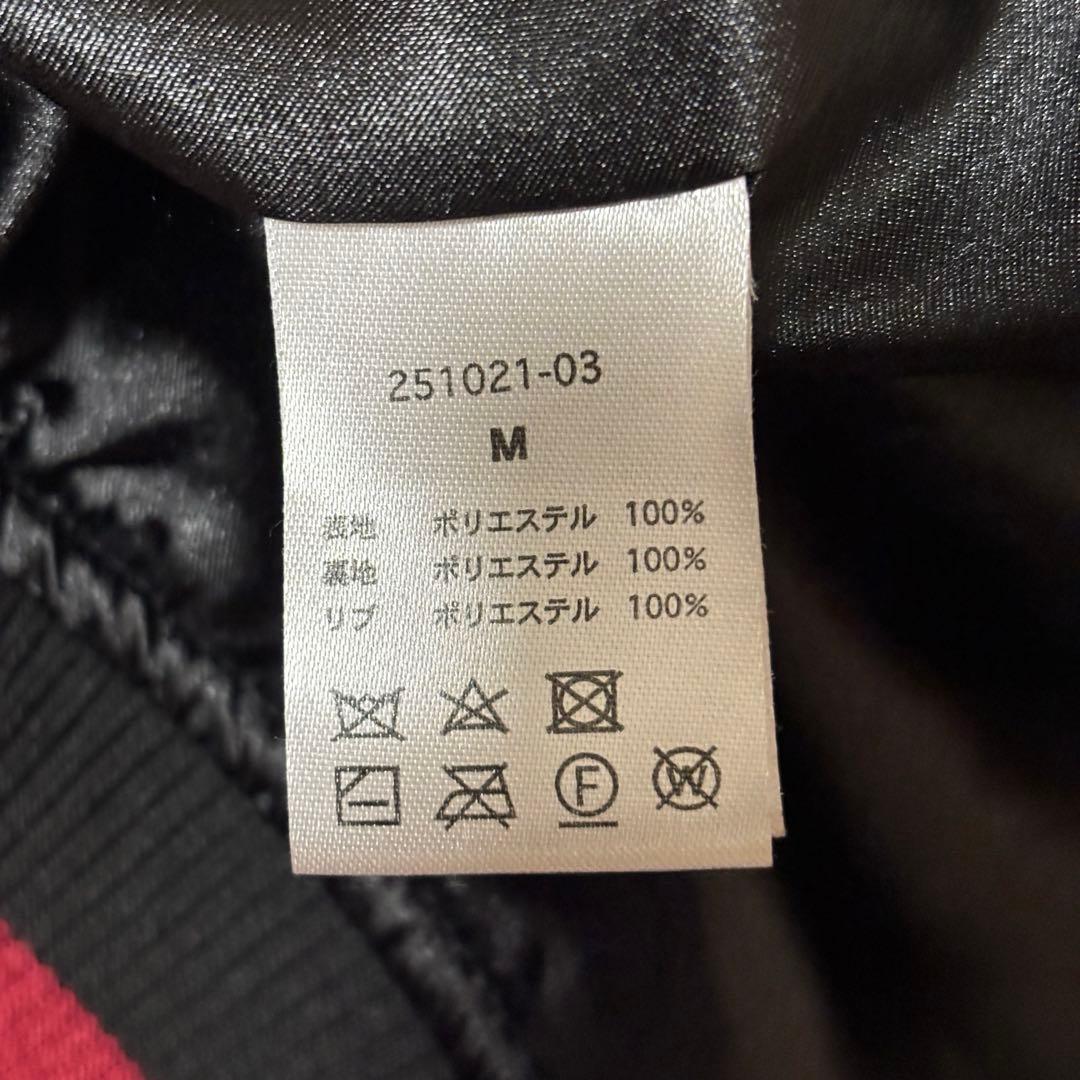 251021-03
M
表地 ポリエステル 100%
裏地 ポリエステル 100%
リブ ポリエステル 100%
F W